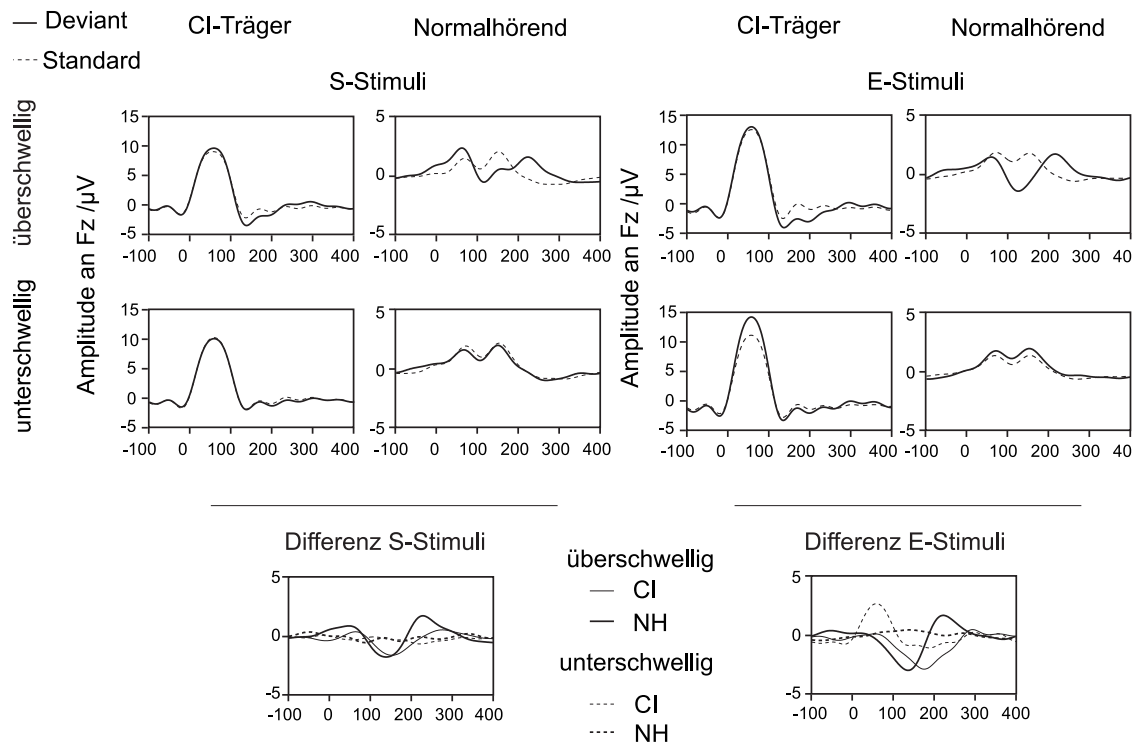 Deviant
Standard
CI-Träger Normalhörend CI-Träger Normalhörend
S-Stimuli E-Stimuli
überschwellig
unterschwellig
Amplitude an Fz /µV
Amplitude an Fz /µV
15 10 5 0 -5
-100 0 100 200 300 400
5 0 -5
-100 0 100 200 300 400
15 10 5 0 -5
-100 0 100 200 300 400
5 0 -5
-100 0 100 200 300 400
15 10 5 0 -5
-100 0 100 200 300 400
5 0 -5
-100 0 100 200 300 400
15 10 5 0 -5
-100 0 100 200 300 400
5 0 -5
-100 0 100 200 300 40
Differenz S-Stimuli
5 0 -5
-100 0 100 200 300 400
überschwellig
CI
NH
unterschwellig
CI
NH
Differenz E-Stimuli
5 0 -5
-100 0 100 200 300 400